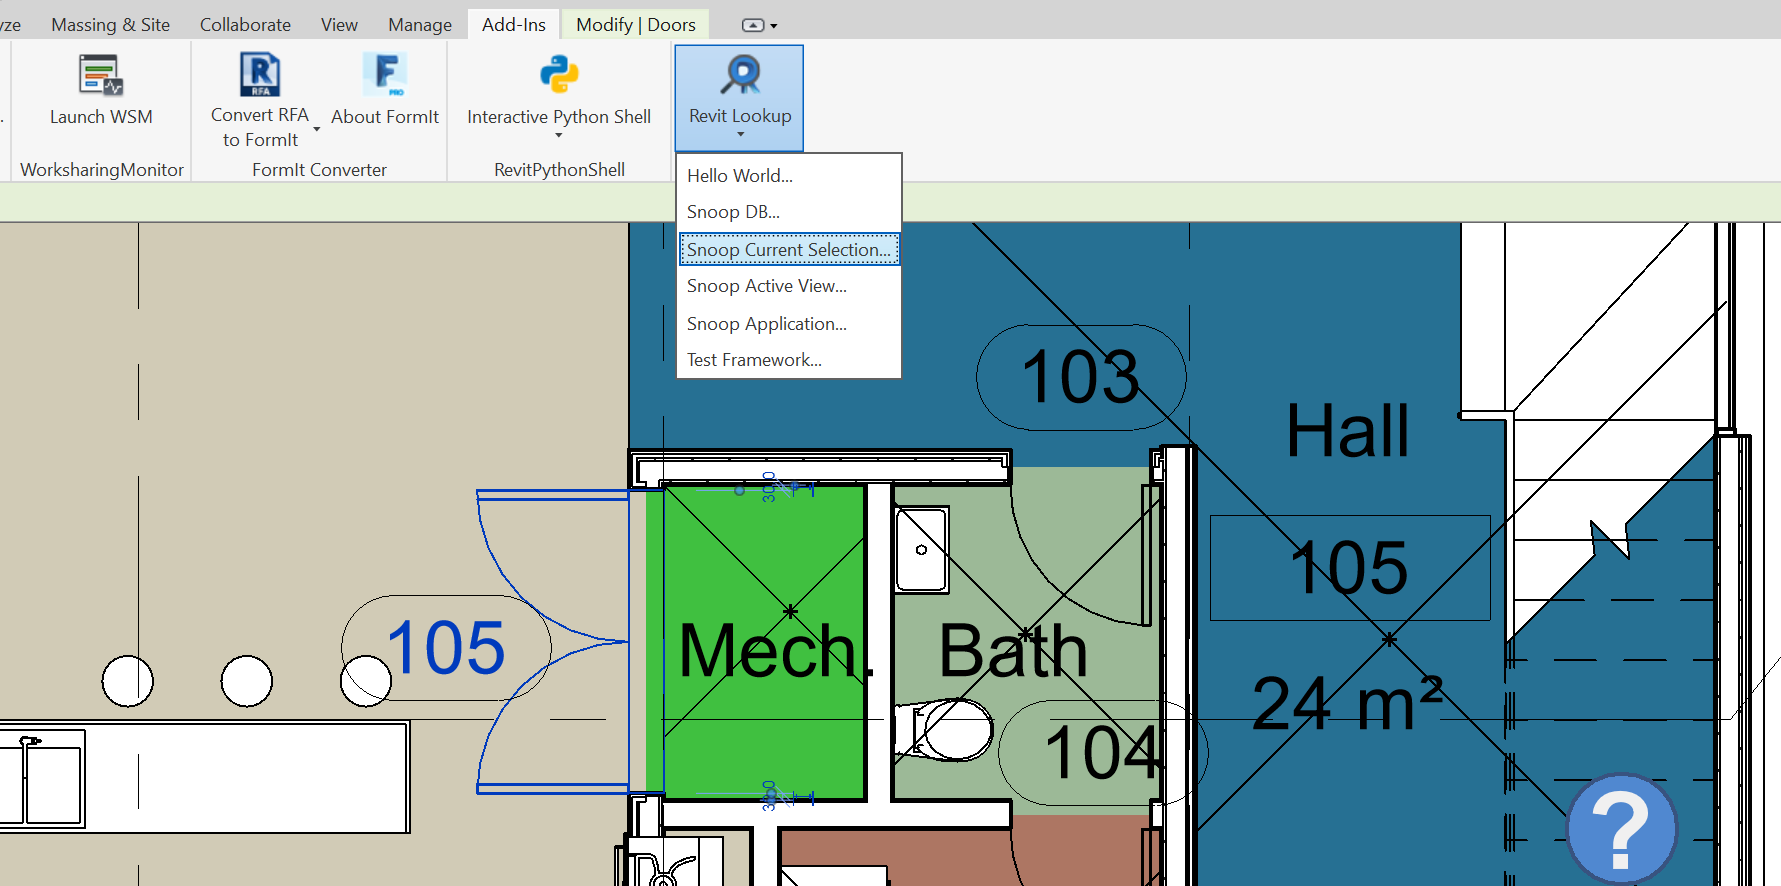 yze Massing & Site Collaborate View Manage Add-Ins Modify | Doors
. Launch WSM
Convert RFA
to FormIt
About FormIt
Interactive Python Shell
Revit Lookup
RFA
PRO
WorksharingMonitor FormIt Converter RevitPythonShell
Hello World...
Snoop DB...
Snoop Current Selection...
Snoop Active View...
Snoop Application...
Test Framework...
103
Hall
300
105
105
Mech.
Bath
24 m²
104
?